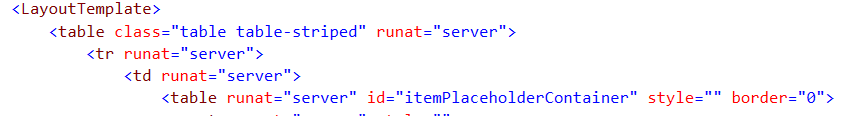 <LayoutTemplate>
<table class="table table-striped" runat="server">
<tr runat="server">
<td runat="server">
<table runat="server" id="itemPlaceholderContainer" style="" border="0">